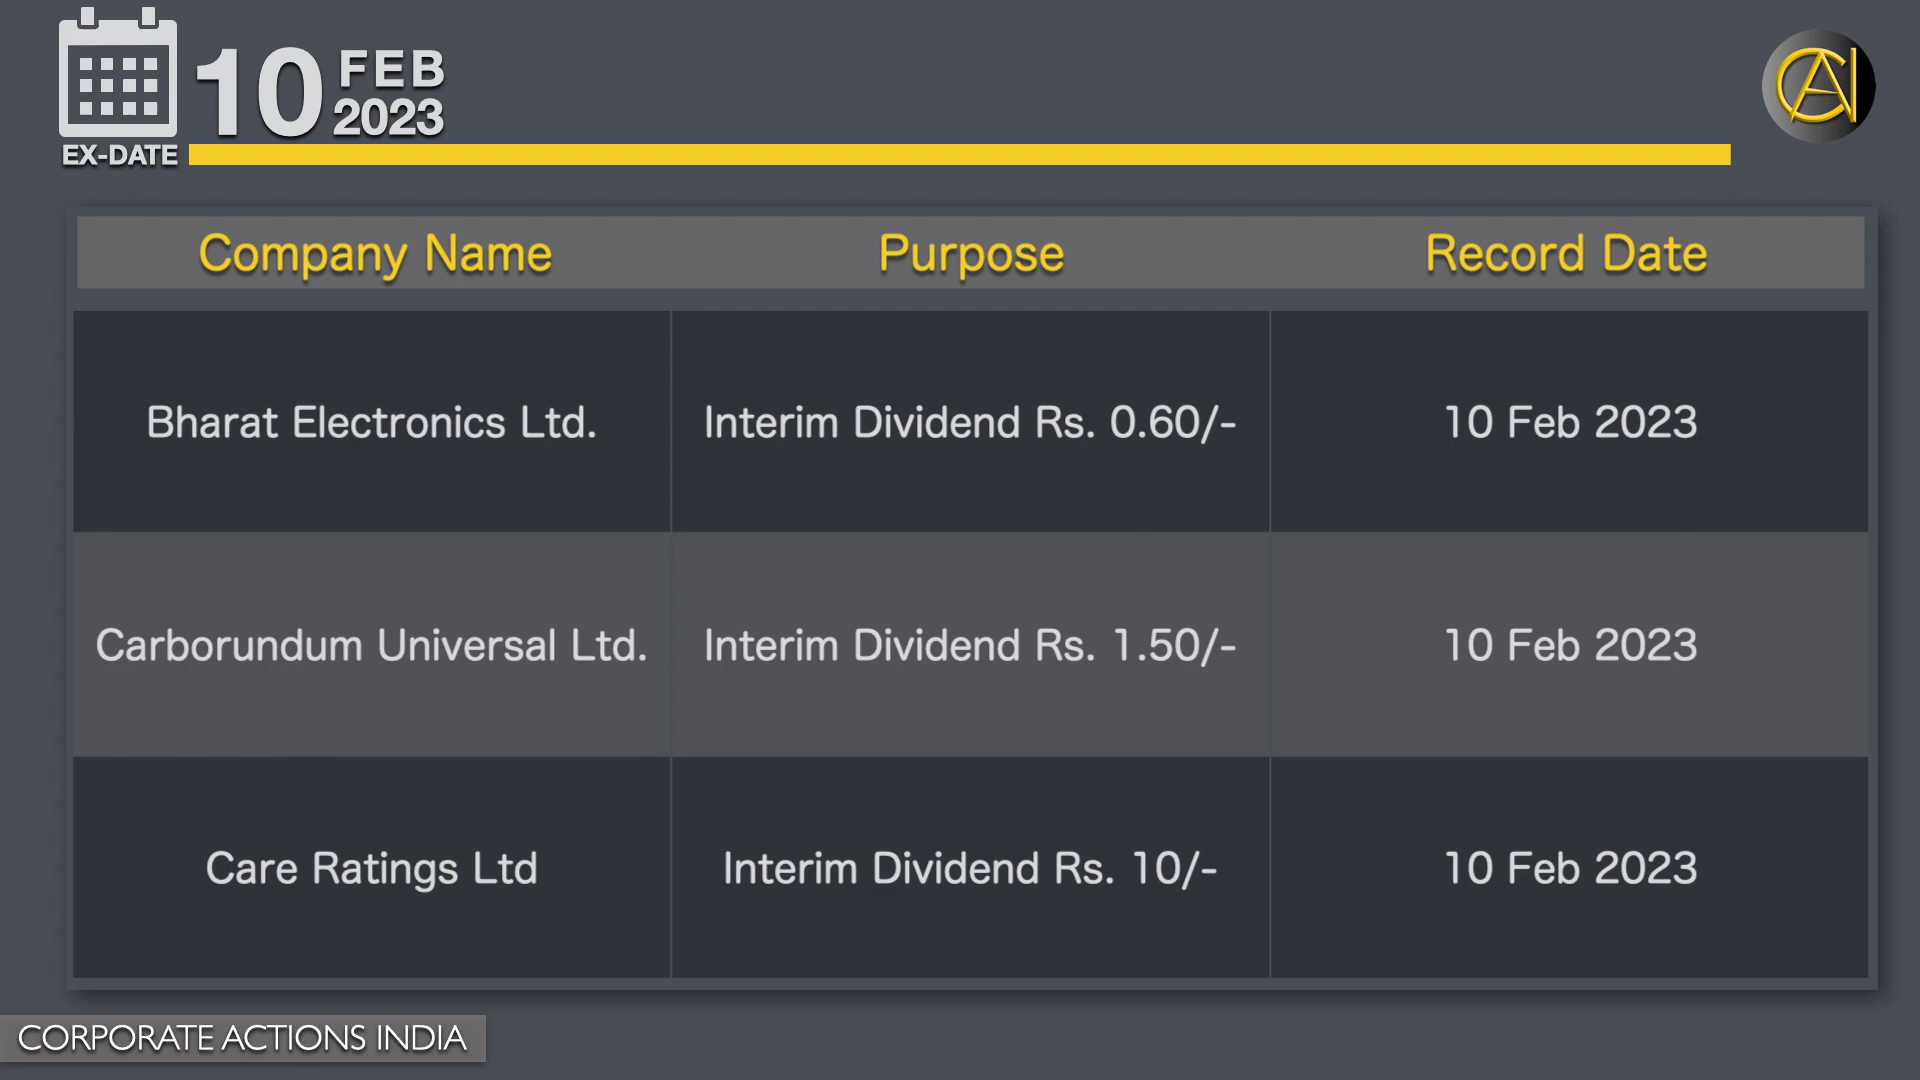 10 FEB 2023
EX-DATE
CAI
Company Name Purpose Record Date
Bharat Electronics Ltd. Interim Dividend Rs. 0.60/- 10 Feb 2023
Carborundum Universal Ltd. Interim Dividend Rs. 1.50/- 10 Feb 2023
Care Ratings Ltd Interim Dividend Rs. 10/- 10 Feb 2023
CORPORATE ACTIONS INDIA